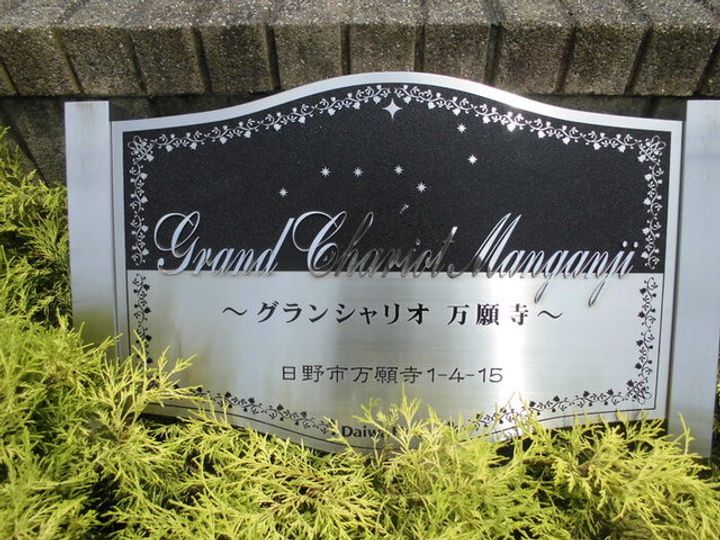 Grand Chariot Manganji
～グランシャリオ 万願寺～
日野市万願寺1-4-15
Daiwa